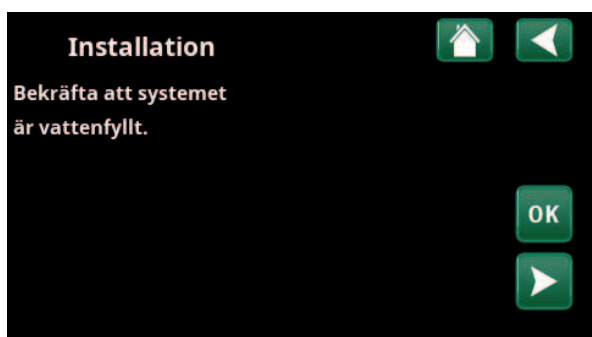 Installation
Bekräfta att systemet
är vattenfyllt.
OK